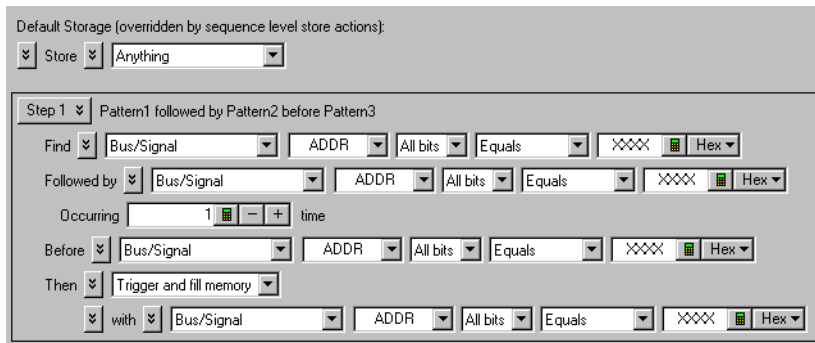 Default Storage (overridden by sequence level store actions):
Store Anything
Step 1 Pattern1 followed by Pattern2 before Pattern3
Find Bus/Signal ADDR All bits Equals XXXX Hex
Followed by Bus/Signal ADDR All bits Equals XXXX Hex
Occurring 1 - + time
Before Bus/Signal ADDR All bits Equals XXXX Hex
Then Trigger and fill memory
with Bus/Signal ADDR All bits Equals XXXX Hex